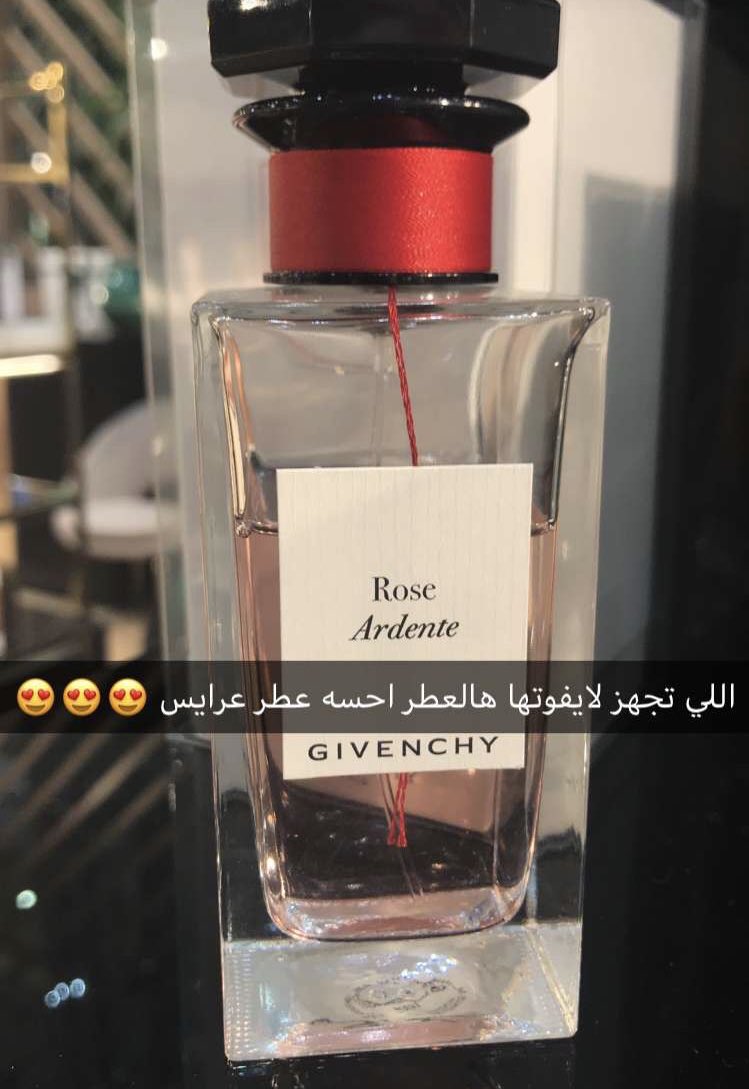 Rose
Ardente
اللي تجهز لايفوتها هالعطر احسه عطر عرايس 😍😍😍
GIVENCHY